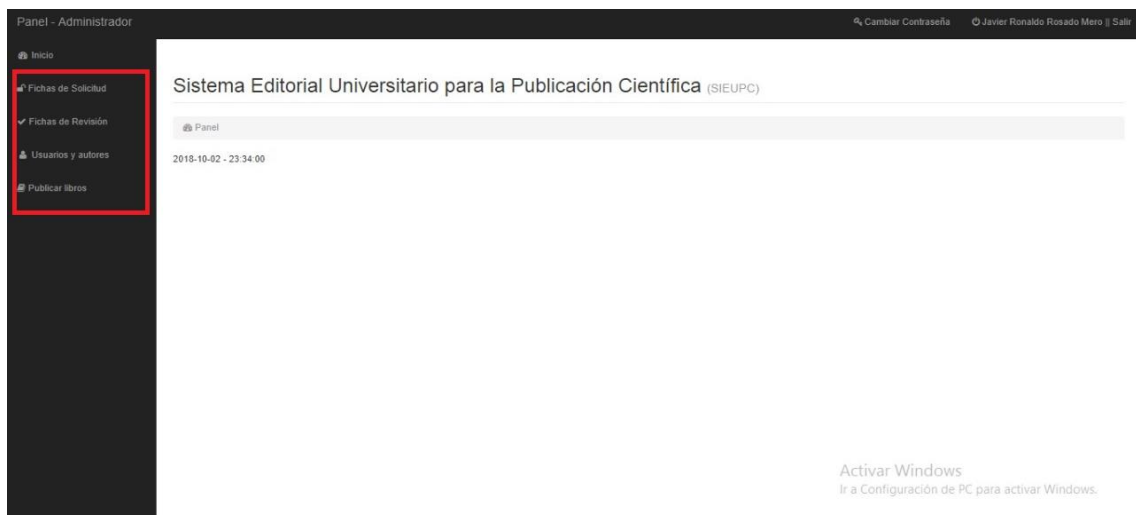 Panel - Administrador
Cambiar Contraseña
Javier Ronaldo Rosado Mero || Salir
Inicio
Fichas de Solicitud
Fichas de Revisión
Usuarios y autores
Publicar libros
Sistema Editorial Universitario para la Publicación Científica (SIEUPC)
Panel
2018-10-02 - 23:34:00
Activar Windows
Ir a Configuración de PC para activar Windows.